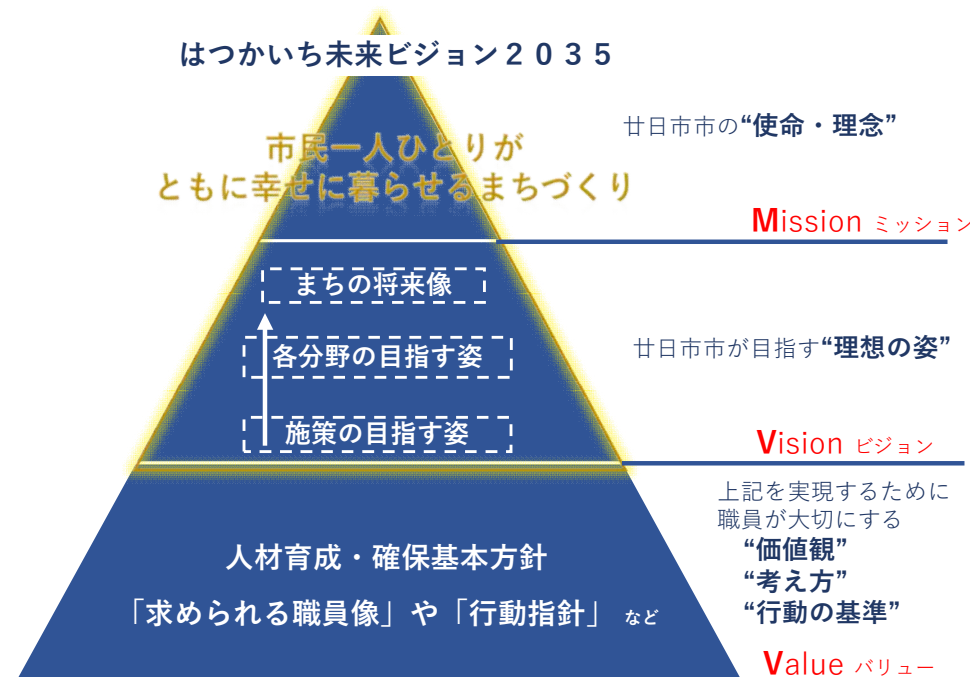 はつかいち未来ビジョン２０３５
廿日市市の“使命・理念”
市民一人ひとりが
ともに幸せに暮らせるまちづくり
Mission ミッション
まちの将来像
各分野の目指す姿
廿日市市が目指す“理想の姿”
施策の目指す姿
Vision ビジョン
上記を実現するために
職員が大切にする
“価値観”
“考え方”
“行動の基準”
人材育成・確保基本方針
「求められる職員像」や「行動指針」 など
Value バリュー